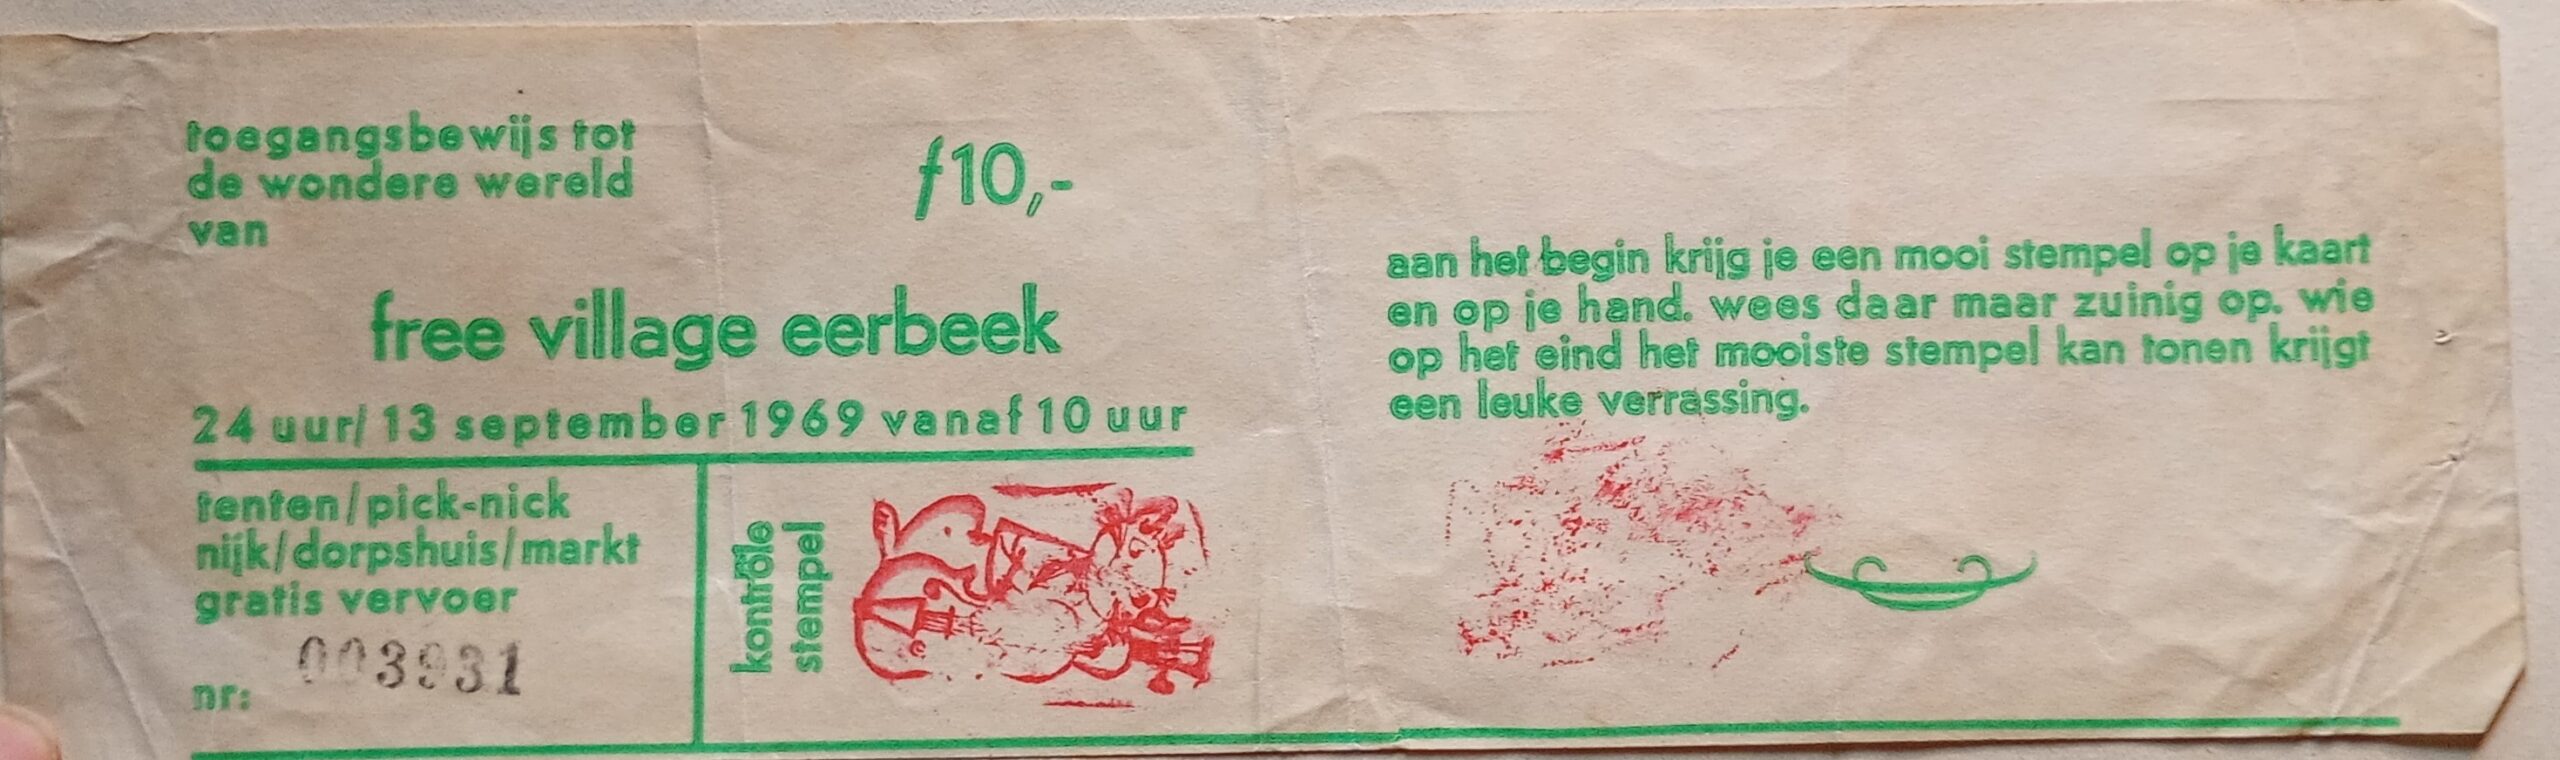 toegangsbewijs tot
de wondere wereld
van
f10,-
free village eerbeek
24 uur/ 13 september 1969 vanaf 10 uur
tenten/pick-nick
nijk/dorpshuis/markt
gratis vervoer
nr: 003931
kontrôle
stempel
aan het begin krijg je een mooi stempel op je kaart
en op je hand. wees daar maar zuinig op. wie
op het eind het mooiste stempel kan tonen krijgt
een leuke verrassing.